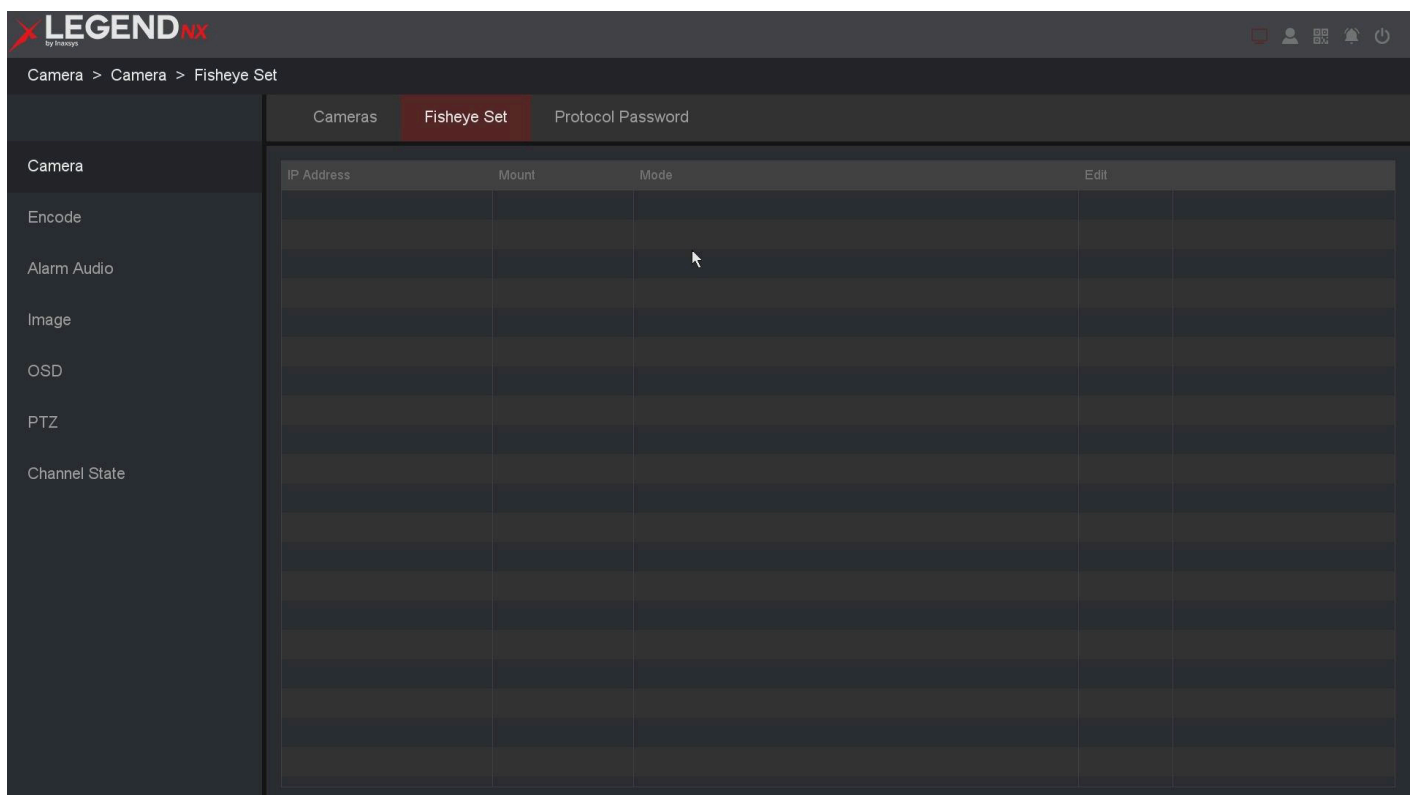 LEGEND NX
by Inaxsys
Camera > Camera > Fisheye Set
Cameras Fisheye Set Protocol Password
Camera
Encode
Alarm Audio
Image
OSD
PTZ
Channel State
IP Address Mount Mode Edit